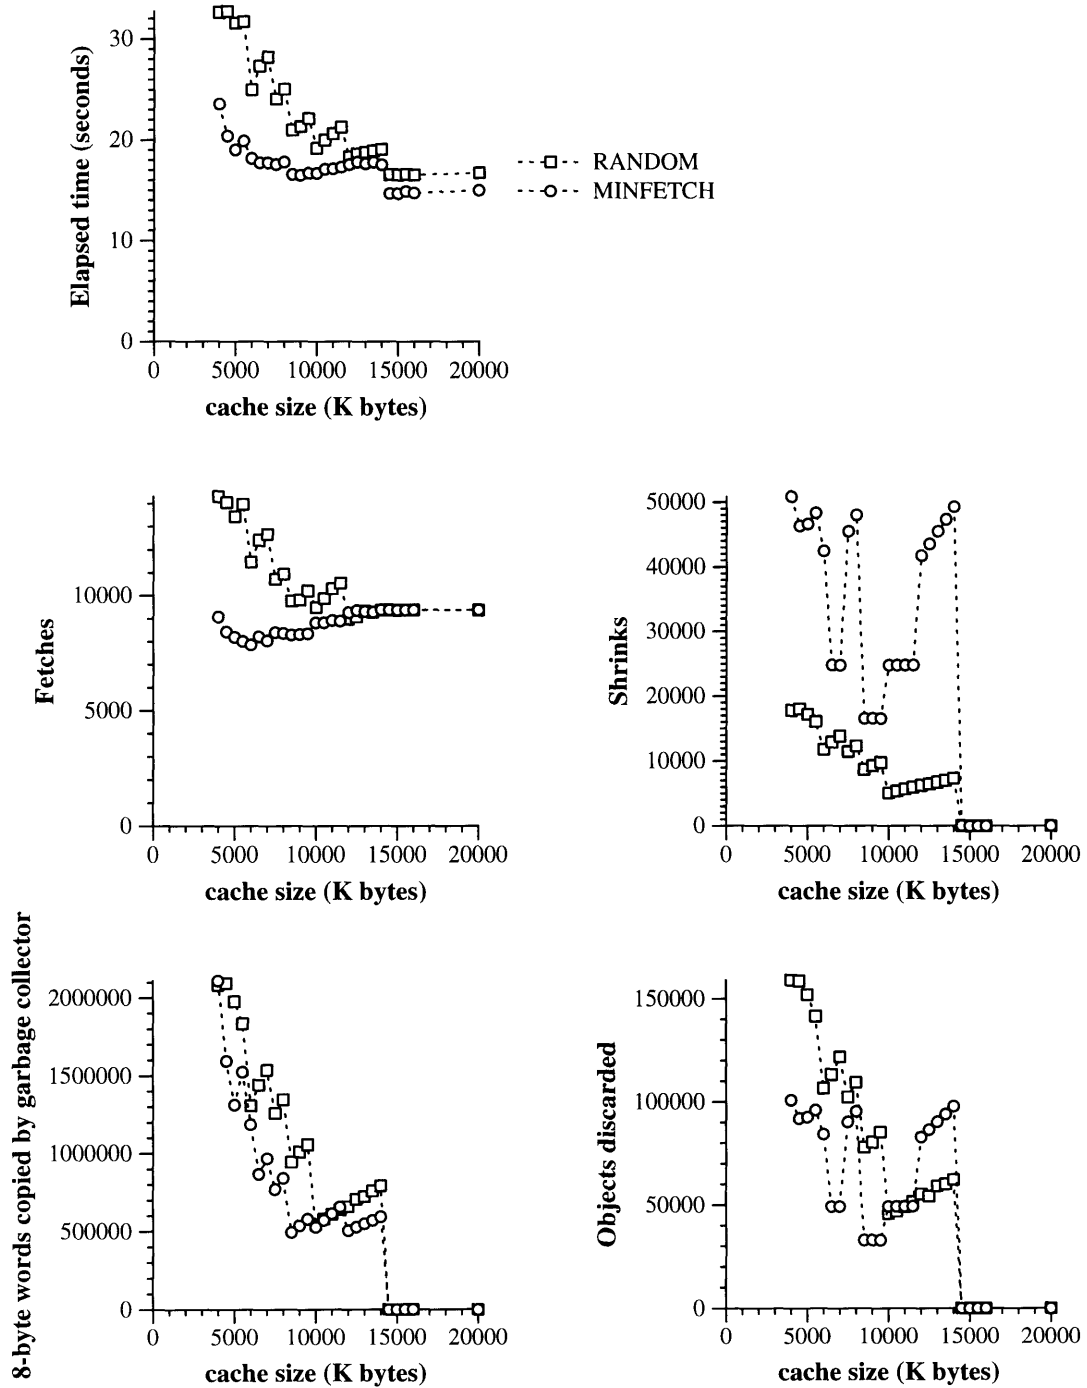 Elapsed time (seconds)
30
20
10
0
0 5000 10000 15000 20000
cache size (K bytes)
RANDOM
MINFETCH
Fetches
10000
5000
0
0 5000 10000 15000 20000
cache size (K bytes)
Shrinks
50000
40000
30000
20000
10000
0
0 5000 10000 15000 20000
cache size (K bytes)
8-byte words copied by garbage collector
2000000
1500000
1000000
500000
0
0 5000 10000 15000 20000
cache size (K bytes)
Objects discarded
150000
100000
50000
0
0 5000 10000 15000 20000
cache size (K bytes)